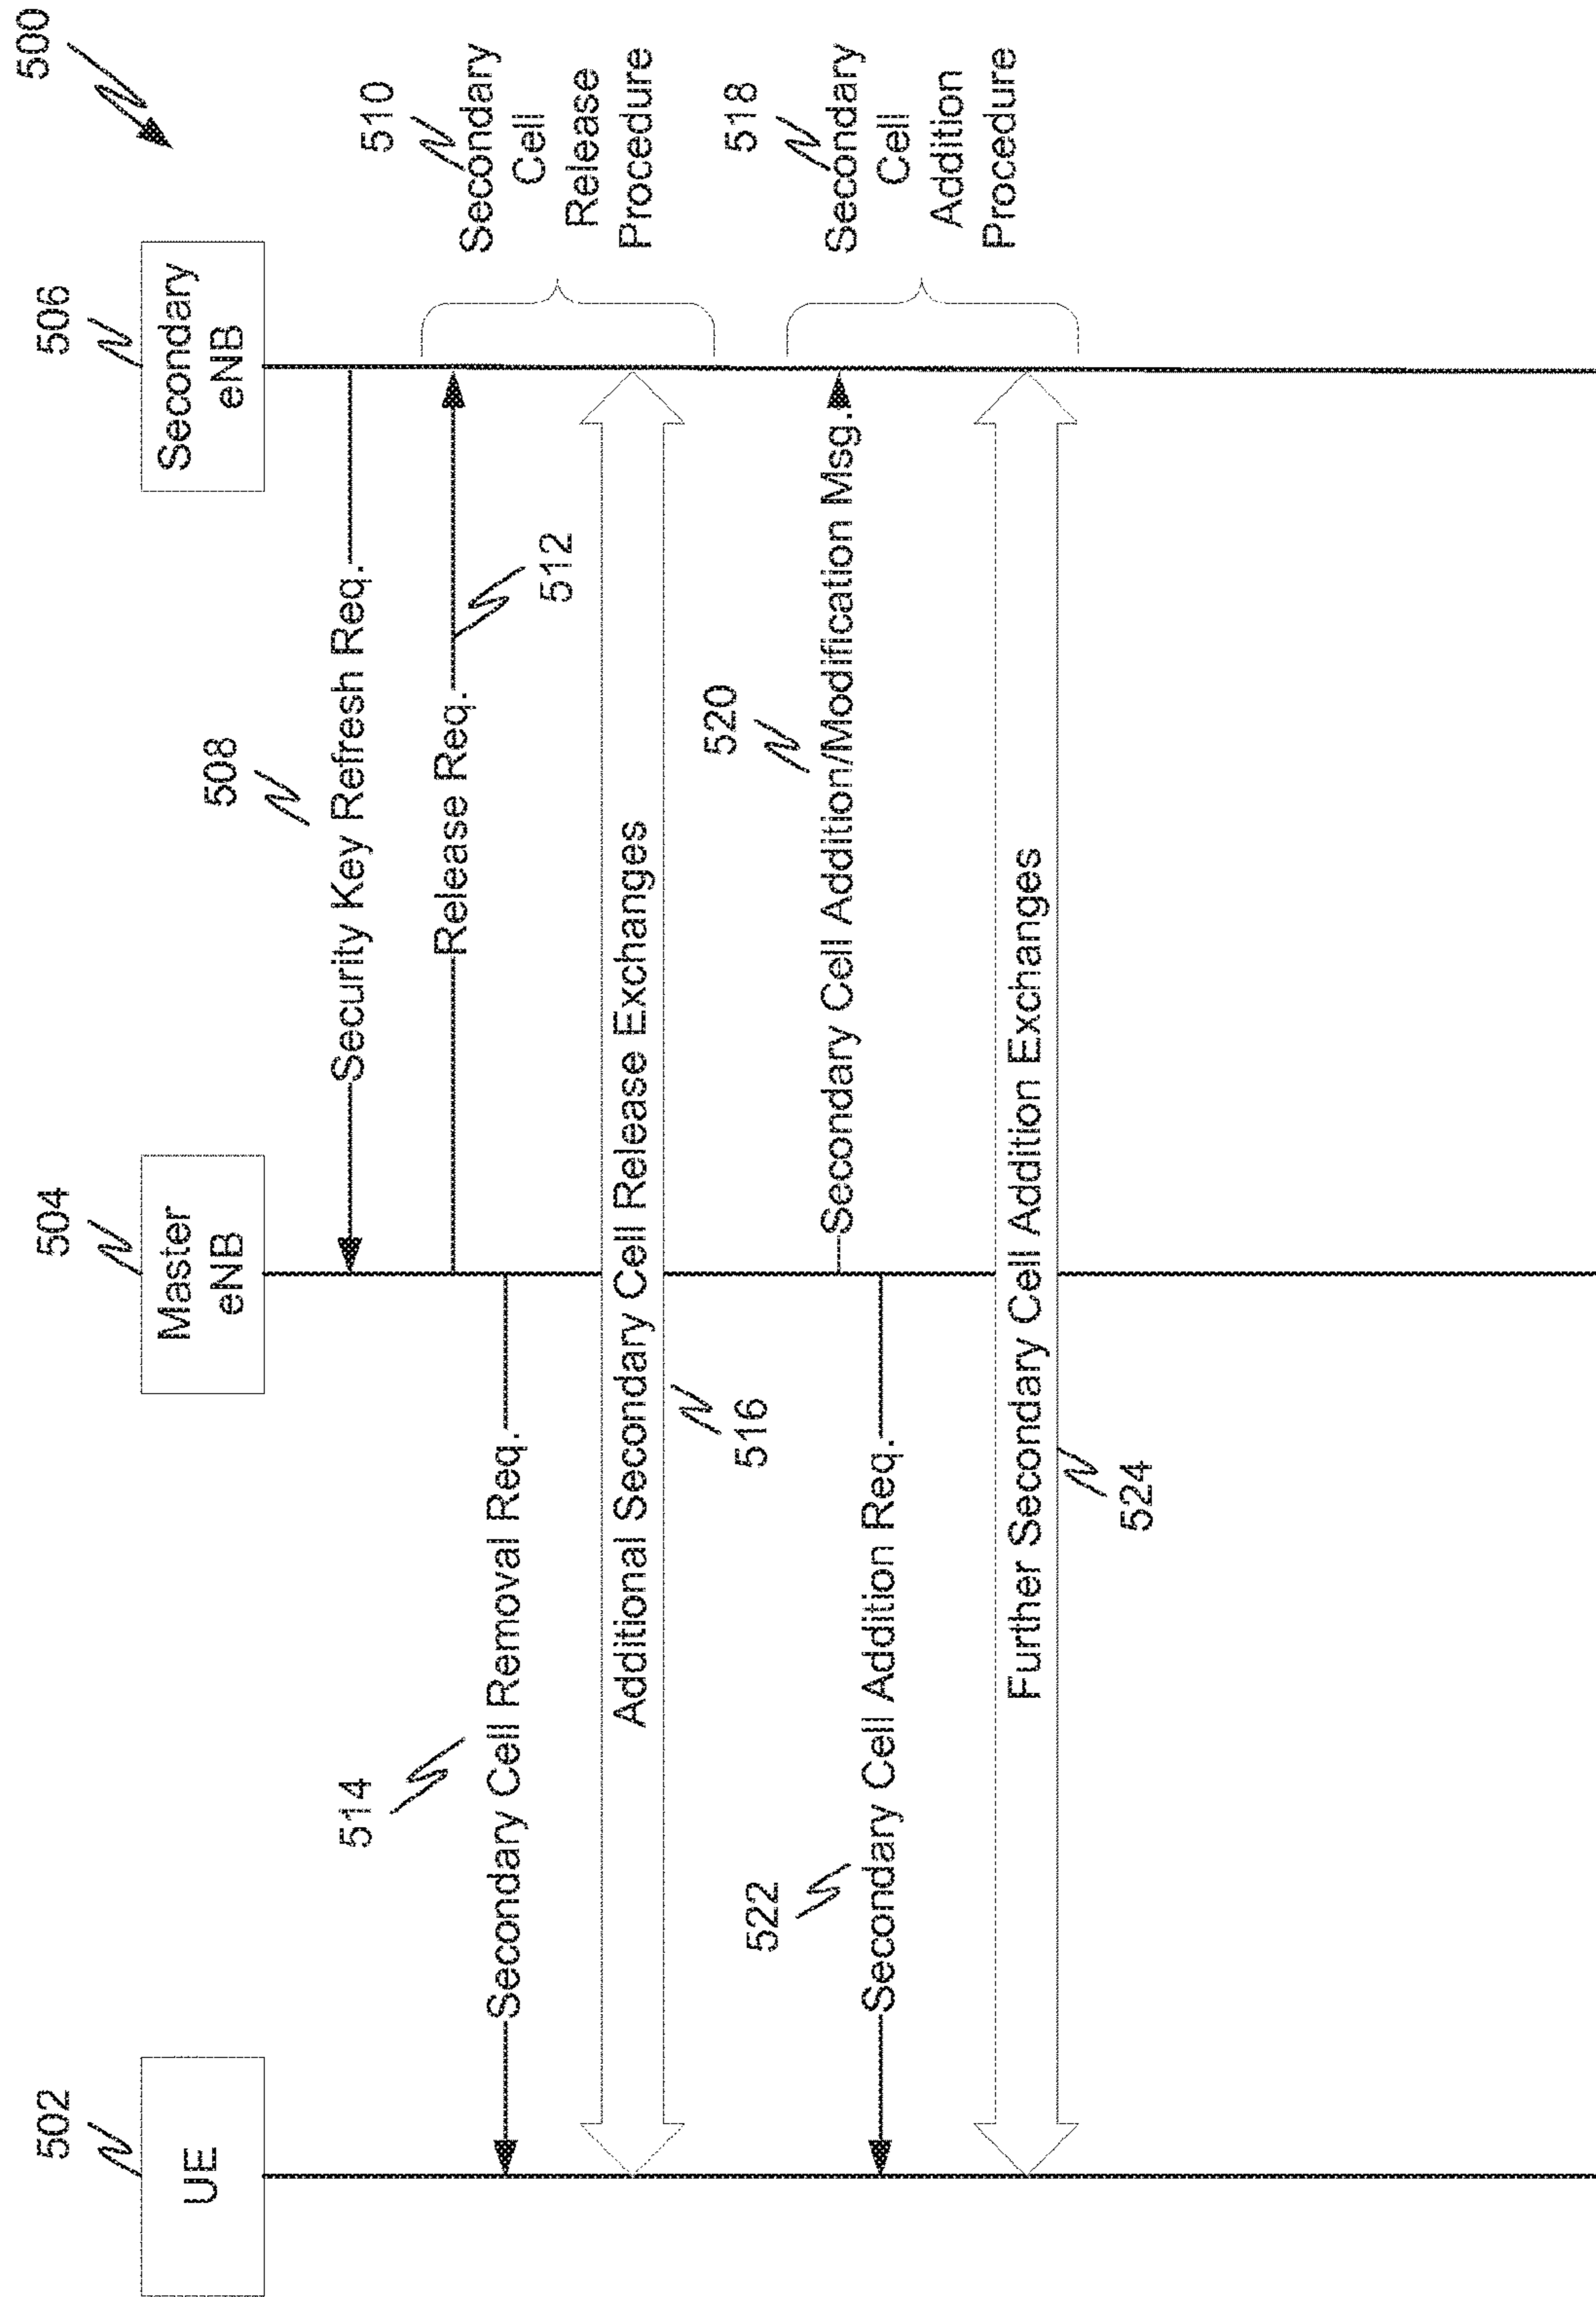 500
502
UE
504
Master
eNB
506
Secondary
eNB
508
Security Key Refresh Req.
Release Req.
512
510
Secondary
Cell
Release
Procedure
514
Secondary Cell Removal Req.
Additional Secondary Cell Release Exchanges
516
520
Secondary Cell Addition/Modification Msg.
518
Secondary
Cell
Addition
Procedure
522
Secondary Cell Addition Req.
Further Secondary Cell Addition Exchanges
524